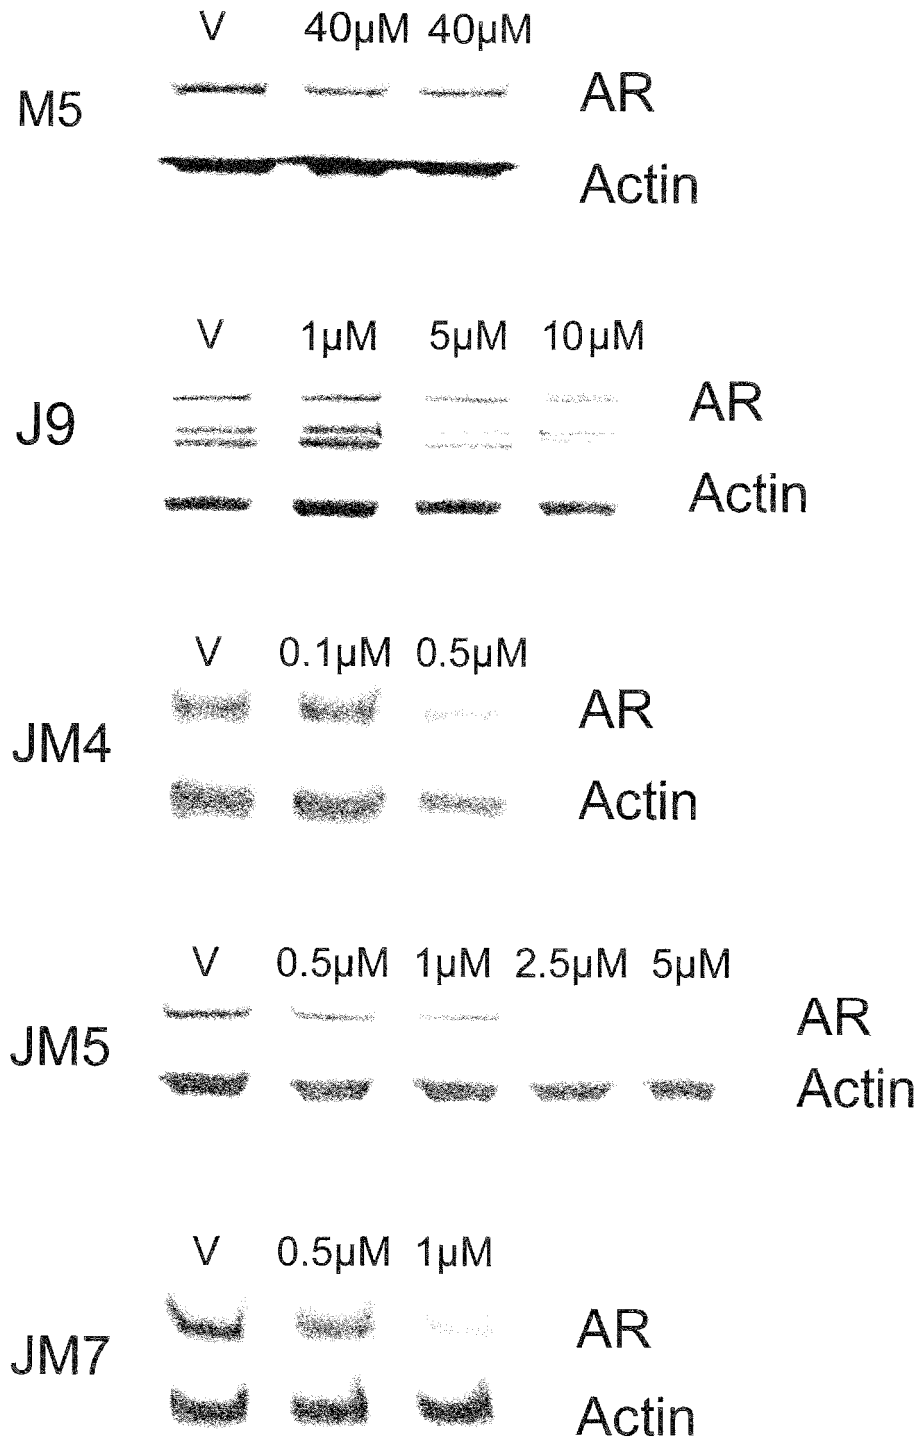 V 40µM 40µM
M5 AR
Actin
V 1µM 5µM 10µM
J9 AR
Actin
V 0.1µM 0.5µM
JM4 AR
Actin
V 0.5µM 1µM 2.5µM 5µM
JM5 AR
Actin
V 0.5µM 1µM
JM7 AR
Actin